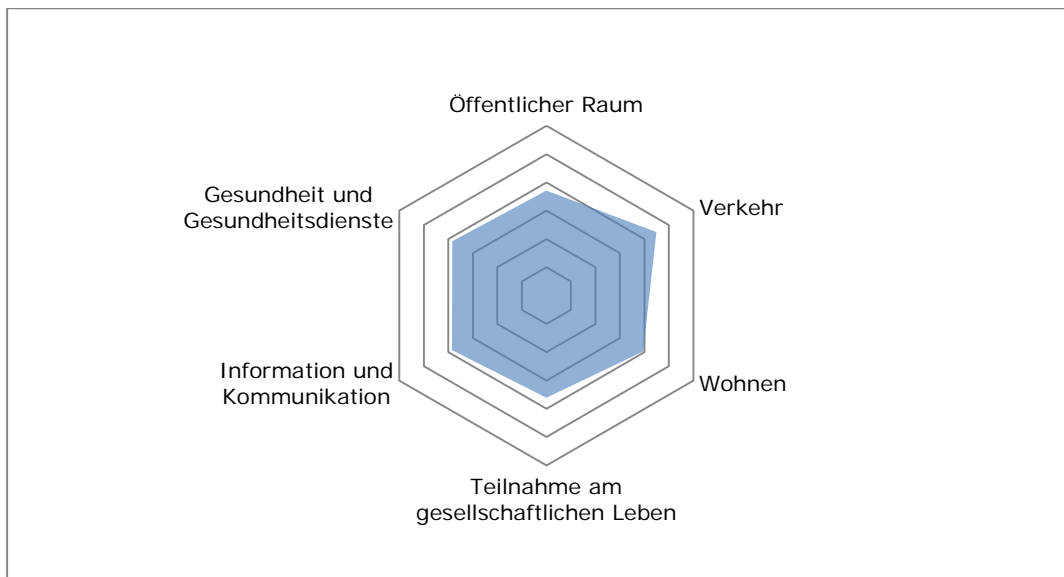 Öffentlicher Raum
Gesundheit und
Gesundheitsdienste
Verkehr
Information und
Kommunikation
Wohnen
Teilnahme am
gesellschaftlichen Leben